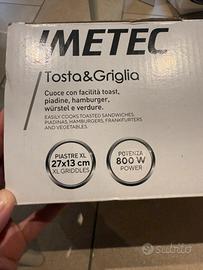 IMETEC
Tosta&Griglia
Cuoce con facilità toast,
piadine, hamburger,
würstel e verdure.
EASILY COOKS TOASTED SANDWICHES,
PIADINAS, HAMBURGERS, FRANKFURTERS
AND VEGETABLES.
PIASTRE XL
27x13 cm
XL GRIDDLES
POTENZA
800 W
POWER
subito